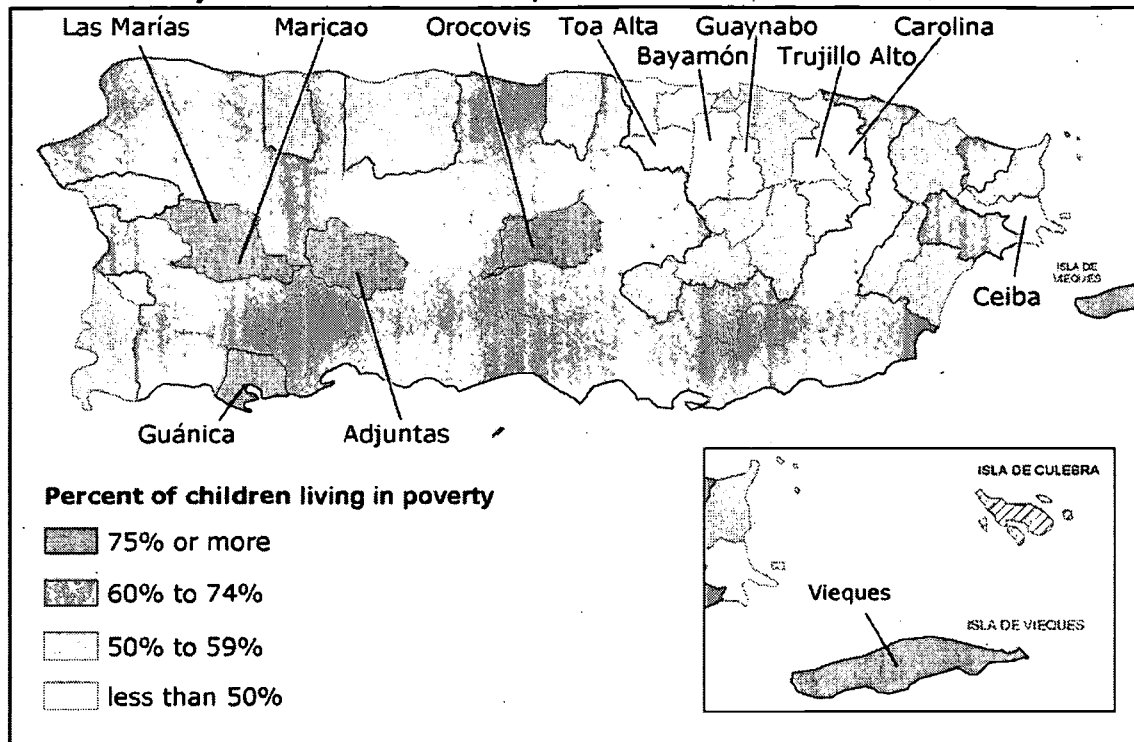 Las Marías Maricao Orocovis Toa Alta Guaynabo Carolina
Bayamón Trujillo Alto
ISLA DE
VIEQUES
Ceiba
Guánica Adjuntas
Percent of children living in poverty
75% or more
60% to 74%
50% to 59%
less than 50%
ISLA DE CULEBRA
Vieques
ISLA DE VIEQUES